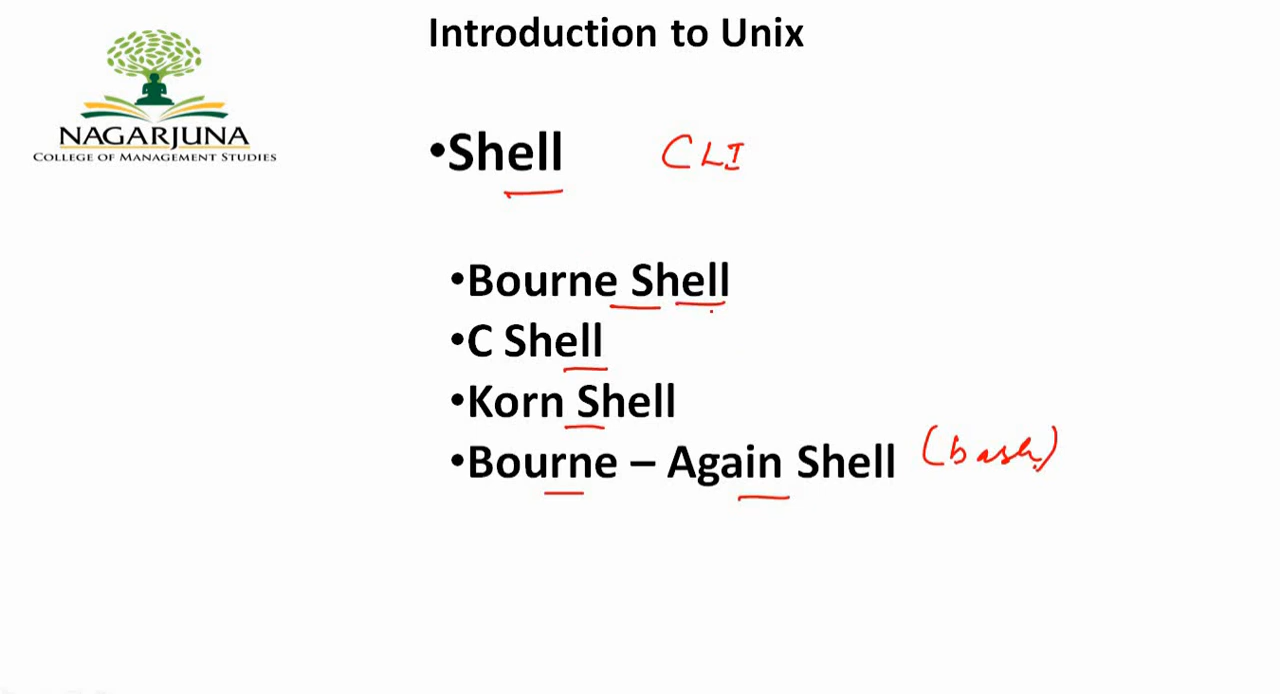 Introduction to Unix
NAGARJUNA
COLLEGE OF MANAGEMENT STUDIES
•Shell CLI
•Bourne Shell
•C Shell
•Korn Shell
•Bourne – Again Shell (bash)